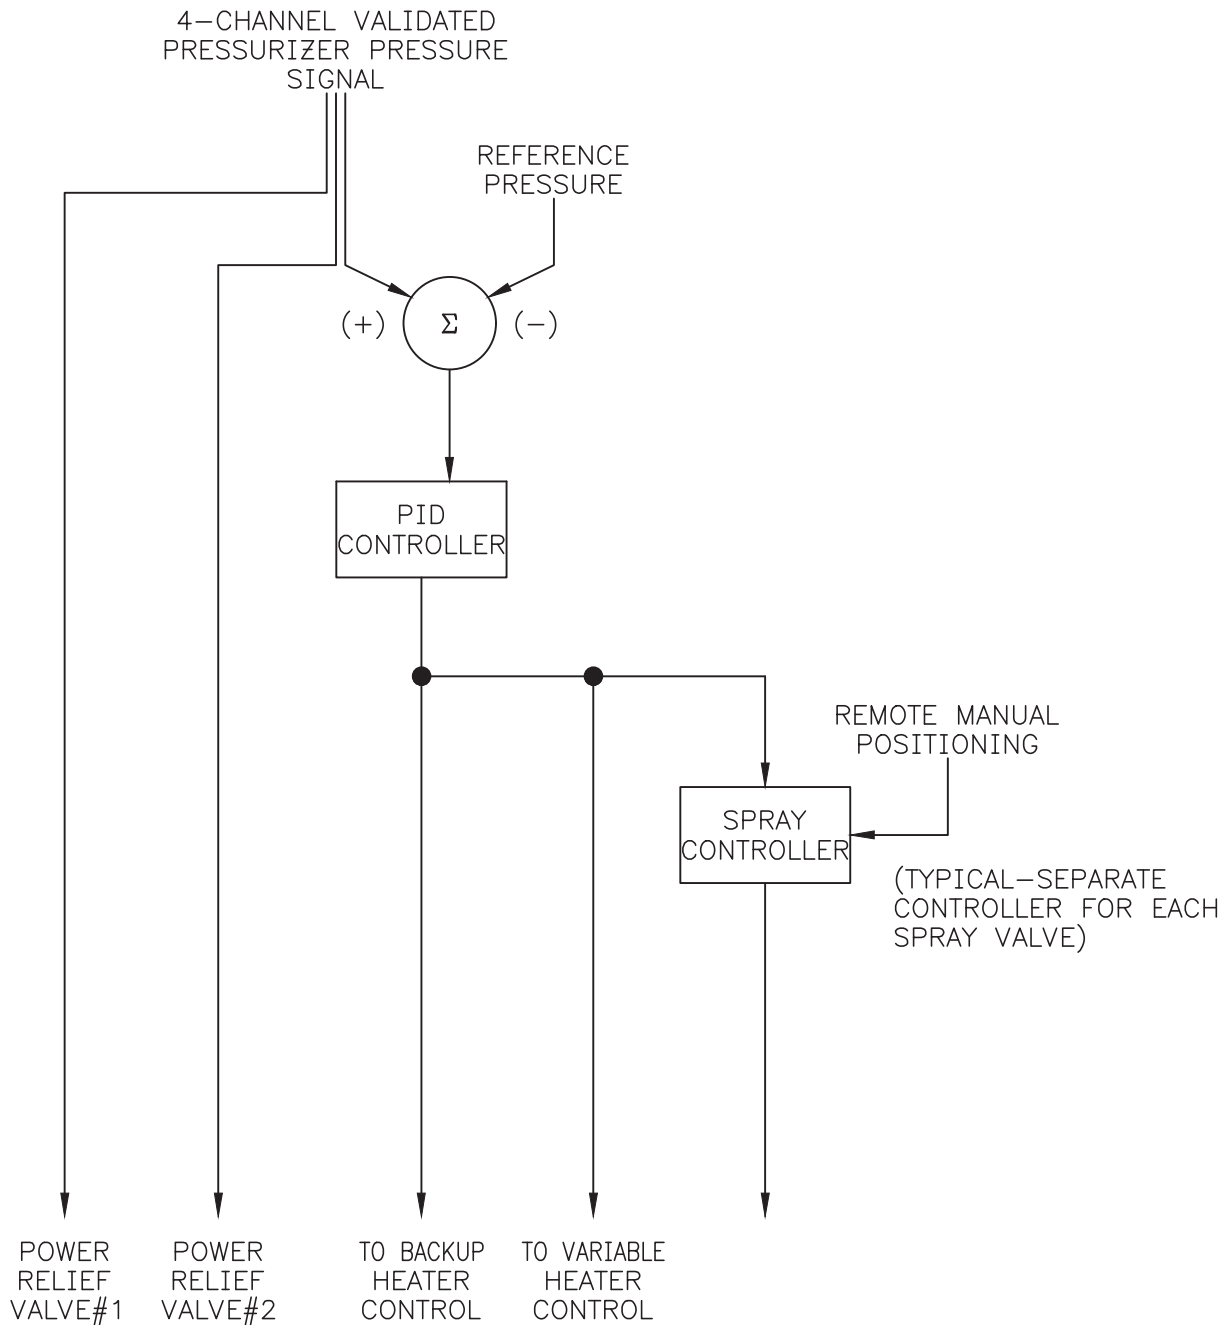 4-CHANNEL VALIDATED
PRESSURIZER PRESSURE
SIGNAL
REFERENCE
PRESSURE
(+)
Σ
(-)
PID
CONTROLLER
REMOTE MANUAL
POSITIONING
SPRAY
CONTROLLER
(TYPICAL-SEPARATE
CONTROLLER FOR EACH
SPRAY VALVE)
POWER
RELIEF
VALVE#1
POWER
RELIEF
VALVE#2
TO BACKUP
HEATER
CONTROL
TO VARIABLE
HEATER
CONTROL